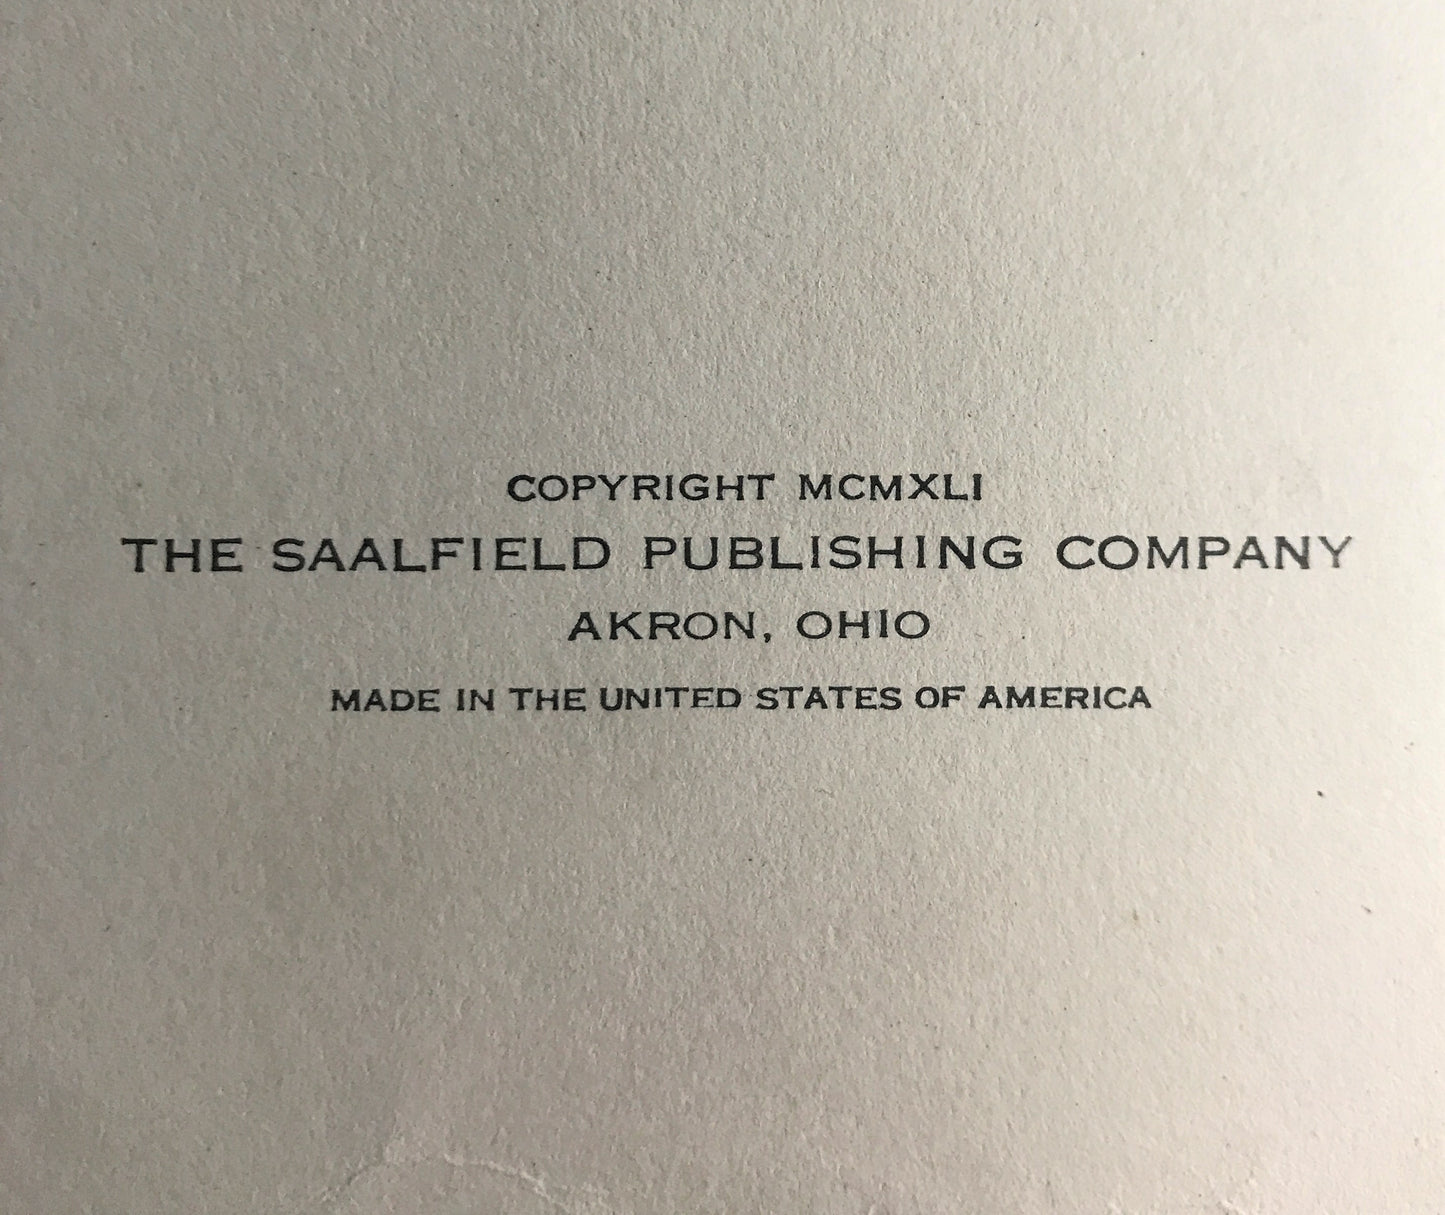 COPYRIGHT MCMXLI
THE SAALFIELD PUBLISHING COMPANY
AKRON, OHIO
MADE IN THE UNITED STATES OF AMERICA